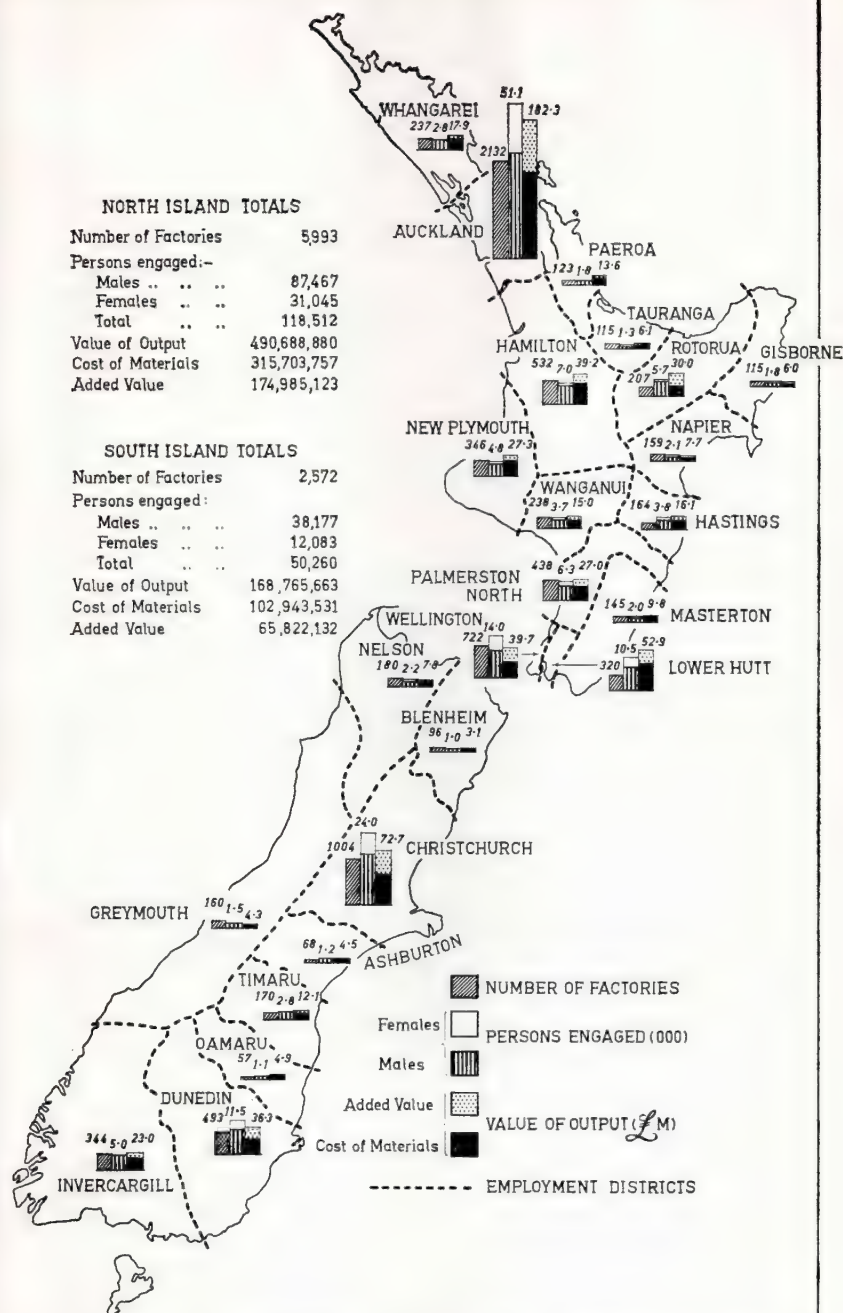 WHANGAREI
237 2·8 17·9
51·1
182·3
2132
AUCKLAND
NORTH ISLAND TOTALS
Number of Factories 5,993
Persons engaged:-
Males .. .. .. 87,467
Females .. .. 31,045
Total .. .. 118,512
Value of Output 490,688,880
Cost of Materials 315,703,757
Added Value 174,985,123
PAEROA
123 1·8 13·6
TAURANGA
115 1·3 6·1
HAMILTON
532 7·0 39·2
ROTORUA
207 5·7 30·0
GISBORNE
115 1·8 6·0
NEW PLYMOUTH
346 4·8 27·3
NAPIER
159 2·1 7·7
WANGANUI
238 3·7 15·0
164 3·8 16·1
HASTINGS
SOUTH ISLAND TOTALS
Number of Factories 2,572
Persons engaged:
Males .. .. .. 38,177
Females .. .. 12,083
Total .. .. 50,260
Value of Output 168,765,663
Cost of Materials 102,943,531
Added Value 65,822,132
438 6·3 27·0
PALMERSTON
NORTH
145 2·0 9·8
MASTERTON
WELLINGTON
722 14·0 39·7
320 10·5 52·9
LOWER HUTT
NELSON
180 2·2 7·8
BLENHEIM
96 1·0 3·1
1004 24·0 72·7
CHRISTCHURCH
GREYMOUTH
160 1·5 4·3
68 1·2 4·5
ASHBURTON
TIMARU
170 2·8 12·1
OAMARU
57 1·1 4·9
DUNEDIN
493 11·5 36·3
344 5·0 23·0
INVERCARGILL
NUMBER OF FACTORIES
Females
PERSONS ENGAGED (000)
Males
Added Value
VALUE OF OUTPUT (£ M)
Cost of Materials
EMPLOYMENT DISTRICTS